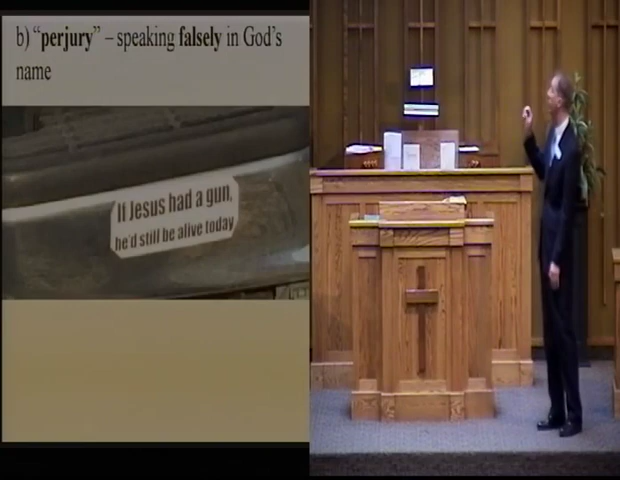 b) “perjury” – speaking falsely in God’s
name
If Jesus had a gun,
he'd still be alive today